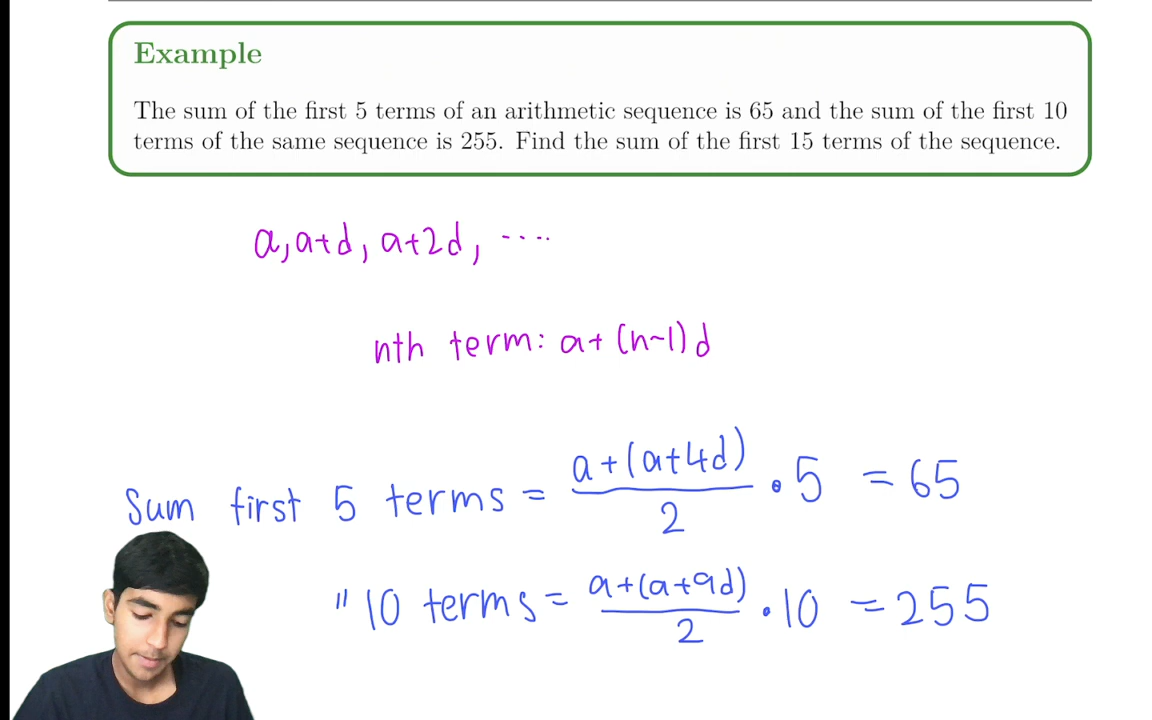 Example
The sum of the first 5 terms of an arithmetic sequence is 65 and the sum of the first 10
terms of the same sequence is 255. Find the sum of the first 15 terms of the sequence.
a, a+d, a+2d, ....
nth term: a+(n-1)d
Sum first 5 terms = \frac{a+(a+4d)}{2} · 5 = 65
" 10 terms = \frac{a+(a+9d)}{2} · 10 = 255